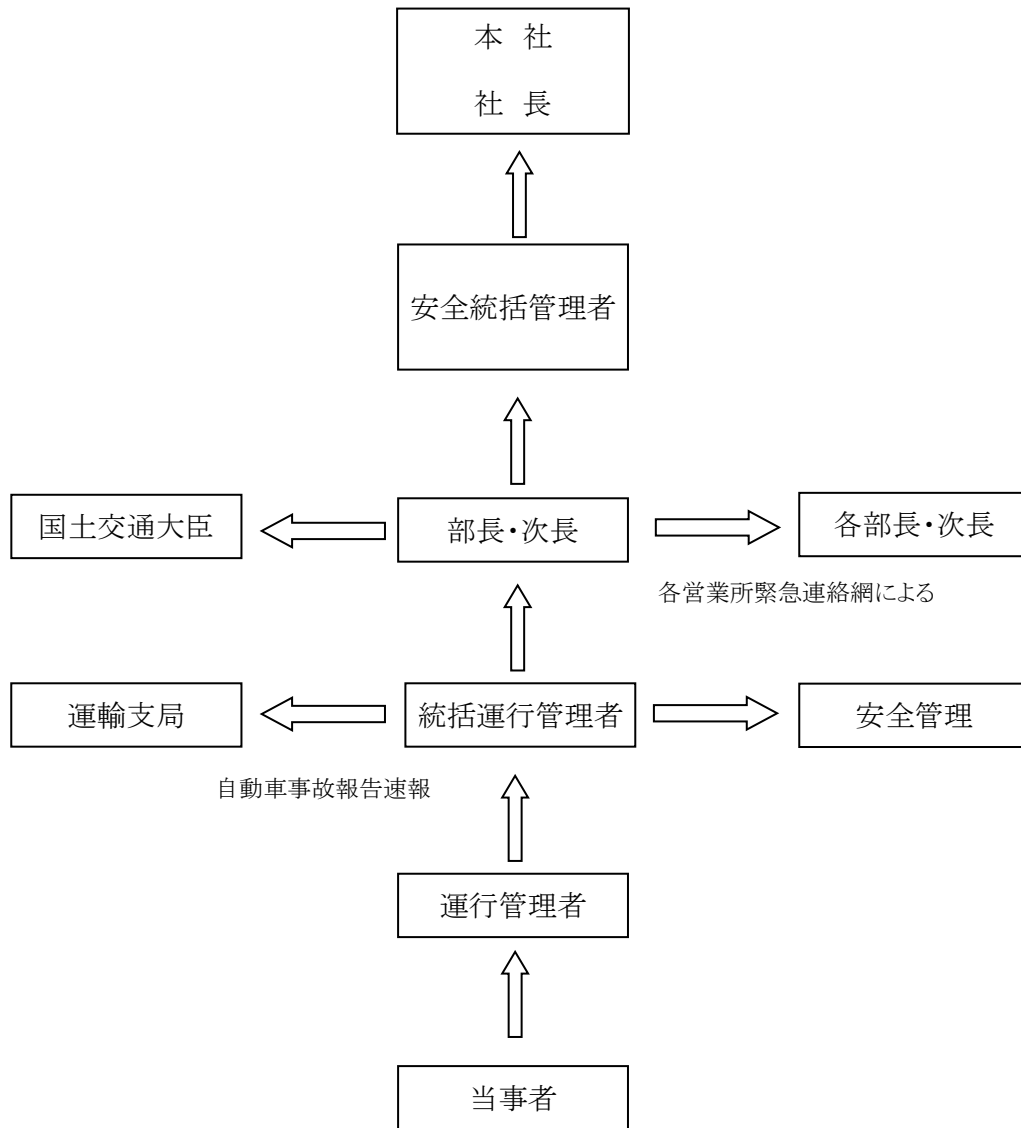 本 社
社 長
安全統括管理者
国土交通大臣
部長・次長
各部長・次長
各営業所緊急連絡網による
運輸支局
統括運行管理者
安全管理
自動車事故報告速報
運行管理者
当事者